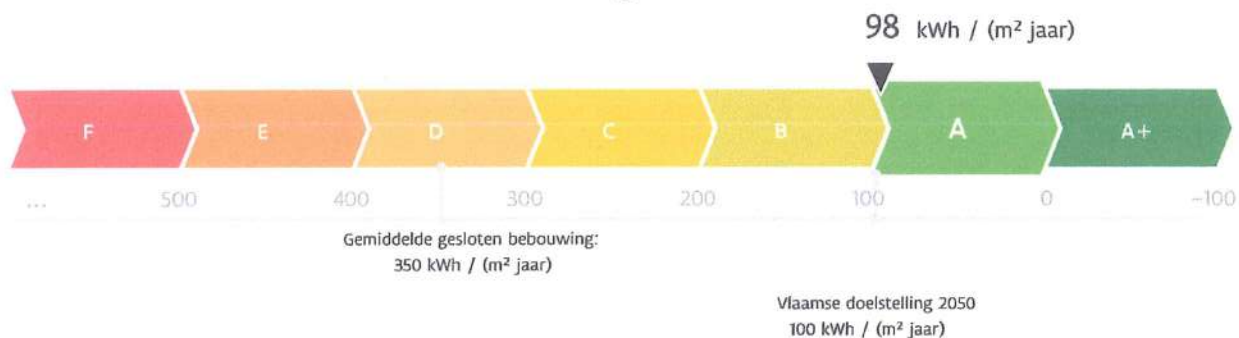 98 kWh / (m² jaar)
F E D C B A A+
... 500 400 300 200 100 0 -100
Gemiddelde gesloten bebouwing:
350 kWh / (m² jaar)
Vlaamse doelstelling 2050
100 kWh / (m² jaar)